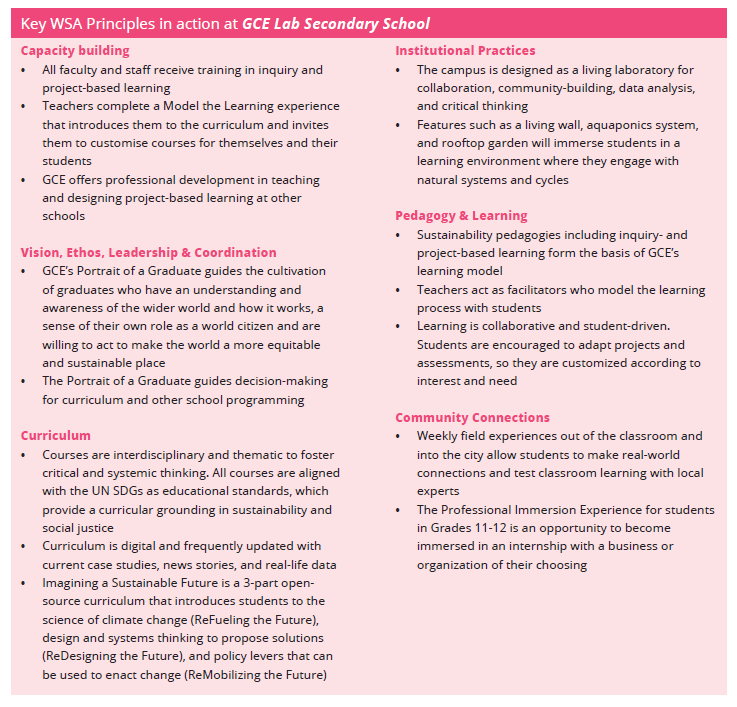 Key WSA Principles in action at GCE Lab Secondary School
Capacity building
• All faculty and staff receive training in inquiry and
project-based learning
• Teachers complete a Model the Learning experience
that introduces them to the curriculum and invites
them to customise courses for themselves and their
students
• GCE offers professional development in teaching
and designing project-based learning at other
schools
Vision, Ethos, Leadership & Coordination
• GCE’s Portrait of a Graduate guides the cultivation
of graduates who have an understanding and
awareness of the wider world and how it works, a
sense of their own role as a world citizen and are
willing to act to make the world a more equitable
and sustainable place
• The Portrait of a Graduate guides decision-making
for curriculum and other school programming
Curriculum
• Courses are interdisciplinary and thematic to foster
critical and systemic thinking. All courses are aligned
with the UN SDGs as educational standards, which
provide a curricular grounding in sustainability and
social justice
• Curriculum is digital and frequently updated with
current case studies, news stories, and real-life data
• Imagining a Sustainable Future is a 3-part open-
source curriculum that introduces students to the
science of climate change (ReFueling the Future),
design and systems thinking to propose solutions
(ReDesigning the Future), and policy levers that can
be used to enact change (ReMobilizing the Future)
Institutional Practices
• The campus is designed as a living laboratory for
collaboration, community-building, data analysis,
and critical thinking
• Features such as a living wall, aquaponics system,
and rooftop garden will immerse students in a
learning environment where they engage with
natural systems and cycles
Pedagogy & Learning
• Sustainability pedagogies including inquiry- and
project-based learning form the basis of GCE’s
learning model
• Teachers act as facilitators who model the learning
process with students
• Learning is collaborative and student-driven.
Students are encouraged to adapt projects and
assessments, so they are customized according to
interest and need
Community Connections
• Weekly field experiences out of the classroom and
into the city allow students to make real-world
connections and test classroom learning with local
experts
• The Professional Immersion Experience for students
in Grades 11-12 is an opportunity to become
immersed in an internship with a business or
organization of their choosing